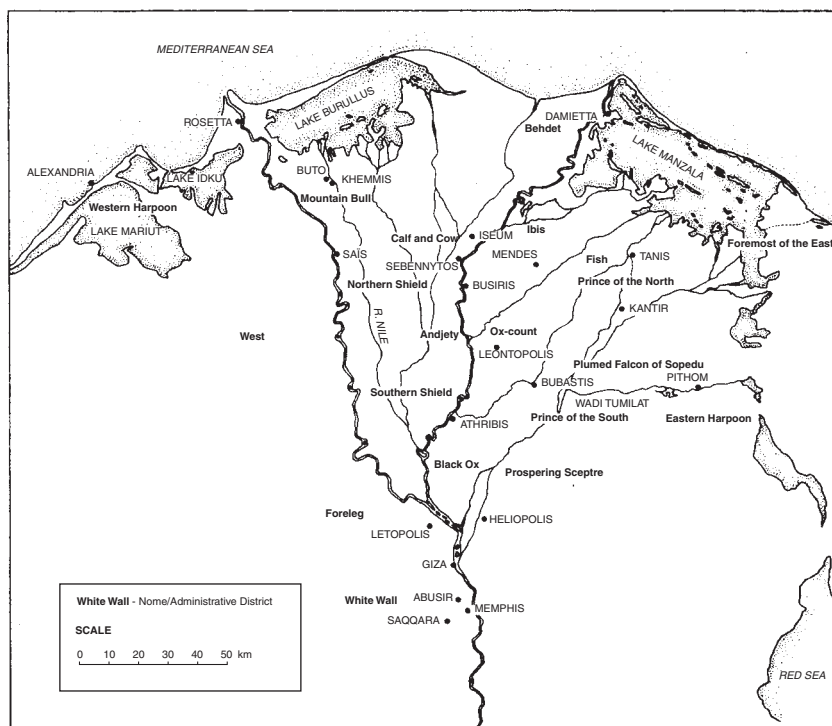 MEDITERRANEAN SEA
LAKE BURULLUS
ROSETTA
DAMIETTA
Behdet
LAKE MANZALA
ALEXANDRIA
LAKE IDKU
BUTO
KHEMMIS
Mountain Bull
Western Harpoon
LAKE MARIUT
Calf and Cow
ISEUM
Ibis
Foremost of the East
SAÏS
SEBENNYTOS
MENDES
Fish
TANIS
Northern Shield
BUSIRIS
Prince of the North
KANTIR
R. NILE
West
Andjety
Ox-count
LEONTOPOLIS
Plumed Falcon of Sopedu
BUBASTIS
PITHOM
Southern Shield
WADI TUMILAT
ATHRIBIS
Prince of the South
Eastern Harpoon
Black Ox
Prospering Sceptre
Foreleg
LETOPOLIS
HELIOPOLIS
GIZA
White Wall
ABUSIR
MEMPHIS
SAQQARA
White Wall - Nome/Administrative District
SCALE
0 10 20 30 40 50 km
RED SEA